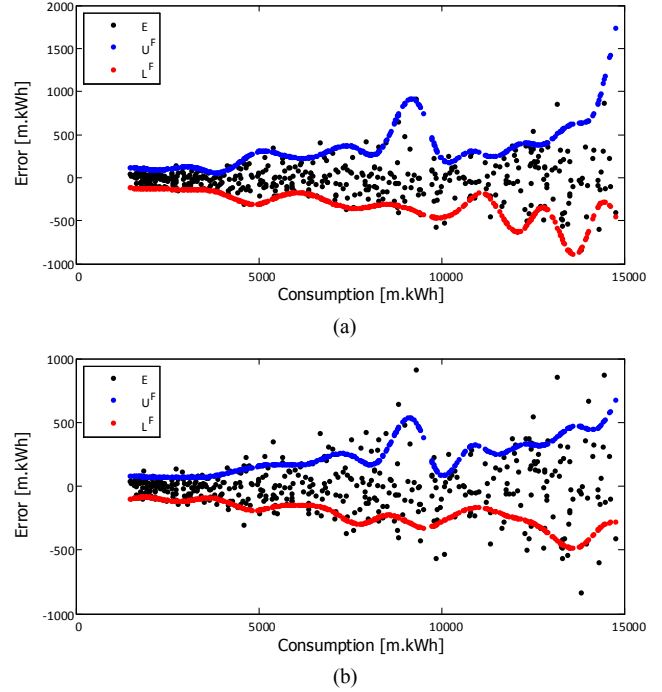 2000
1500
1000
500
0
-500
-1000
Error [m.kWh]
E
U^F
L^F
0 5000 10000 15000
Consumption [m.kWh]
(a)
1000
500
0
-500
-1000
Error [m.kWh]
E
U^F
L^F
0 5000 10000 15000
Consumption [m.kWh]
(b)